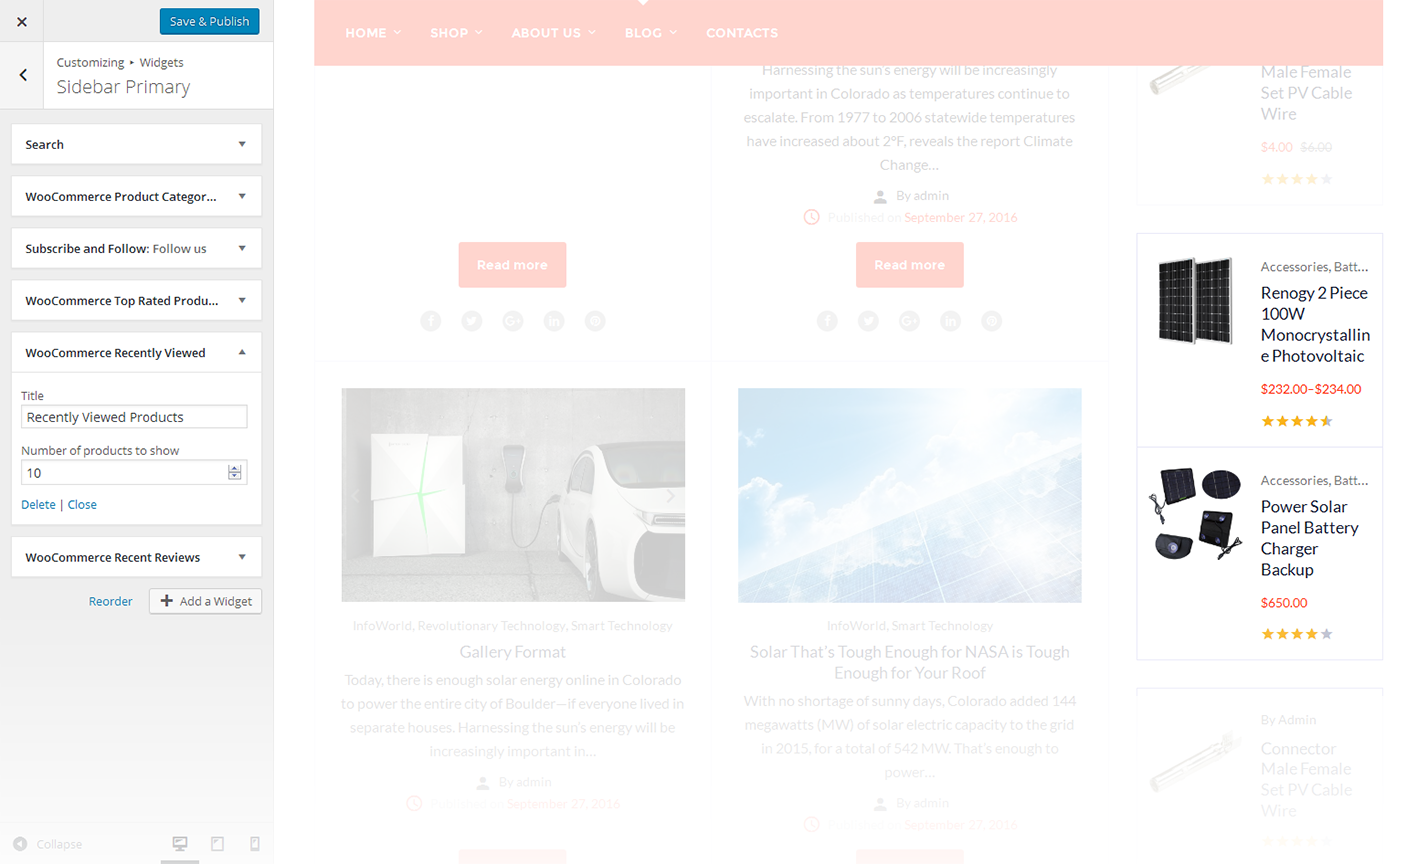 Save & Publish
Customizing ▸ Widgets
Sidebar Primary
Search
WooCommerce Product Categor...
Subscribe and Follow: Follow us
WooCommerce Top Rated Produ...
WooCommerce Recently Viewed
Title
Recently Viewed Products
Number of products to show
10
Delete | Close
WooCommerce Recent Reviews
Reorder
Add a Widget
Collapse
HOME
SHOP
ABOUT US
BLOG
CONTACTS
Read more
Harnessing the sun's energy will be increasingly
important in Colorado as temperatures continue to
escalate. From 1977 to 2006 statewide temperatures
have increased about 2°F, reveals the report Climate
Change...
By admin
Published on September 27, 2016
Read more
InfoWorld, Revolutionary Technology, Smart Technology
Gallery Format
Today, there is enough solar energy online in Colorado
to power the entire city of Boulder—if everyone lived in
separate houses. Harnessing the sun's energy will be
increasingly important in...
By admin
Published on September 27, 2016
InfoWorld, Smart Technology
Solar That's Tough Enough for NASA is Tough
Enough for Your Roof
With no shortage of sunny days, Colorado added 144
megawatts (MW) of solar electric capacity to the grid
in 2015, for a total of 542 MW. That's enough to
power...
By admin
September 27, 2016
Male Female
Set PV Cable
Wire
$4.00 $6.00
Accessories, Batt...
Renogy 2 Piece
100W
Monocrystallin
e Photovoltaic
$232.00–$234.00
Accessories, Batt...
Power Solar
Panel Battery
Charger
Backup
$650.00
By Admin
Connector
Male Female
Set PV Cable
Wire